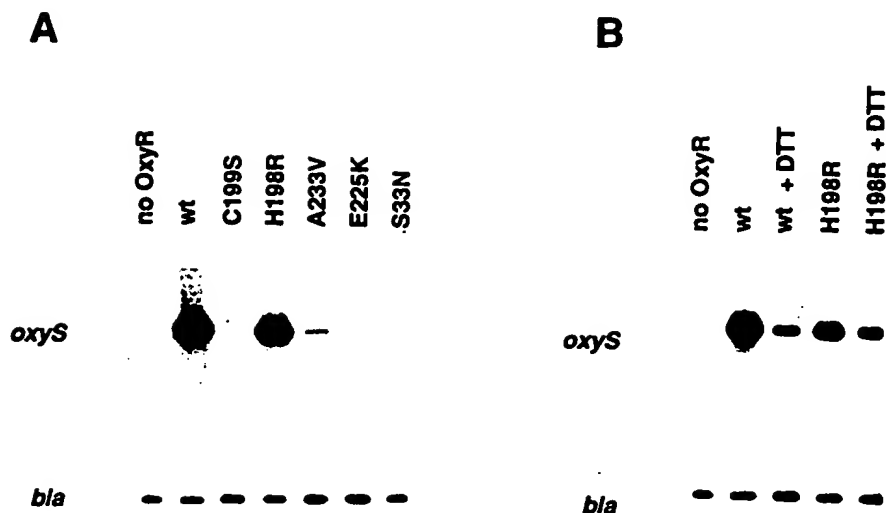 A
B
no OxyR
wt
C199S
H198R
A233V
E225K
S33N
no OxyR
wt
wt + DTT
H198R
H198R + DTT
oxyS
oxyS
bla
bla